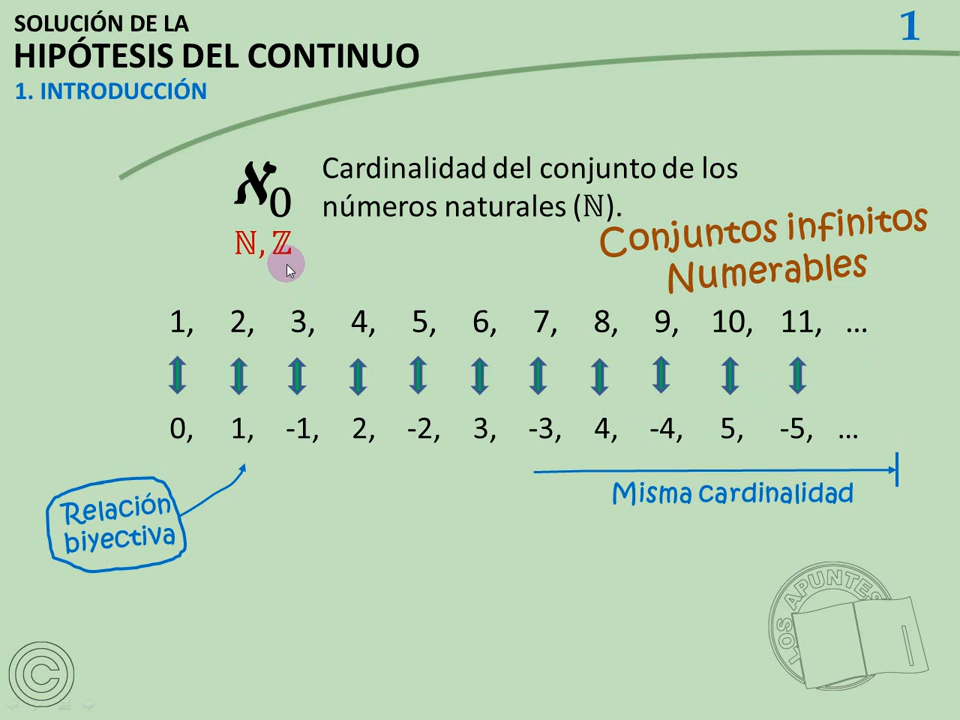 SOLUCIÓN DE LA
HIPÓTESIS DEL CONTINUO
1. INTRODUCCIÓN
1
ℵ0
Cardinalidad del conjunto de los
números naturales (ℕ).
ℕ, ℤ
Conjuntos infinitos
Numerables
1, 2, 3, 4, 5, 6, 7, 8, 9, 10, 11, ...
0, 1, -1, 2, -2, 3, -3, 4, -4, 5, -5, ...
Relación
biyectiva
Misma cardinalidad
LOS APUNTES
©